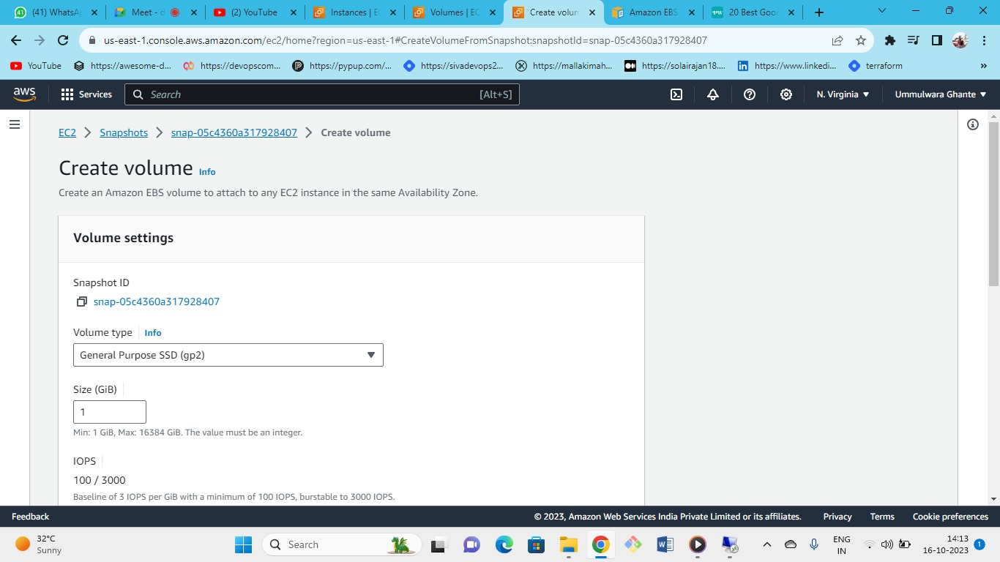 (41) WhatsA
Meet - d
(2) YouTube
Instances | E
Volumes | EC
Create volum
Amazon EBS
20 Best Goo
us-east-1.console.aws.amazon.com/ec2/home?region=us-east-1#CreateVolumeFromSnapshot:snapshotId=snap-05c4360a317928407
YouTube
https://awesome-d...
https://devopscom...
https://pypup.com/...
https://sivadevops2...
https://mallakimah...
https://solairajan18....
https://www.linkedi...
terraform
»
aws
Services
Search
[Alt+S]
N. Virginia
Ummulwara Ghante
EC2 > Snapshots > snap-05c4360a317928407 > Create volume
Create volume Info
Create an Amazon EBS volume to attach to any EC2 instance in the same Availability Zone.
Volume settings
Snapshot ID
snap-05c4360a317928407
Volume type Info
General Purpose SSD (gp2)
Size (GiB)
1
Min: 1 GiB, Max: 16384 GiB. The value must be an integer.
IOPS
100 / 3000
Baseline of 3 IOPS per GiB with a minimum of 100 IOPS, burstable to 3000 IOPS.
Feedback
© 2023, Amazon Web Services India Private Limited or its affiliates.
Privacy
Terms
Cookie preferences
32°C
Sunny
Search
ENG
IN
14:13
16-10-2023
1